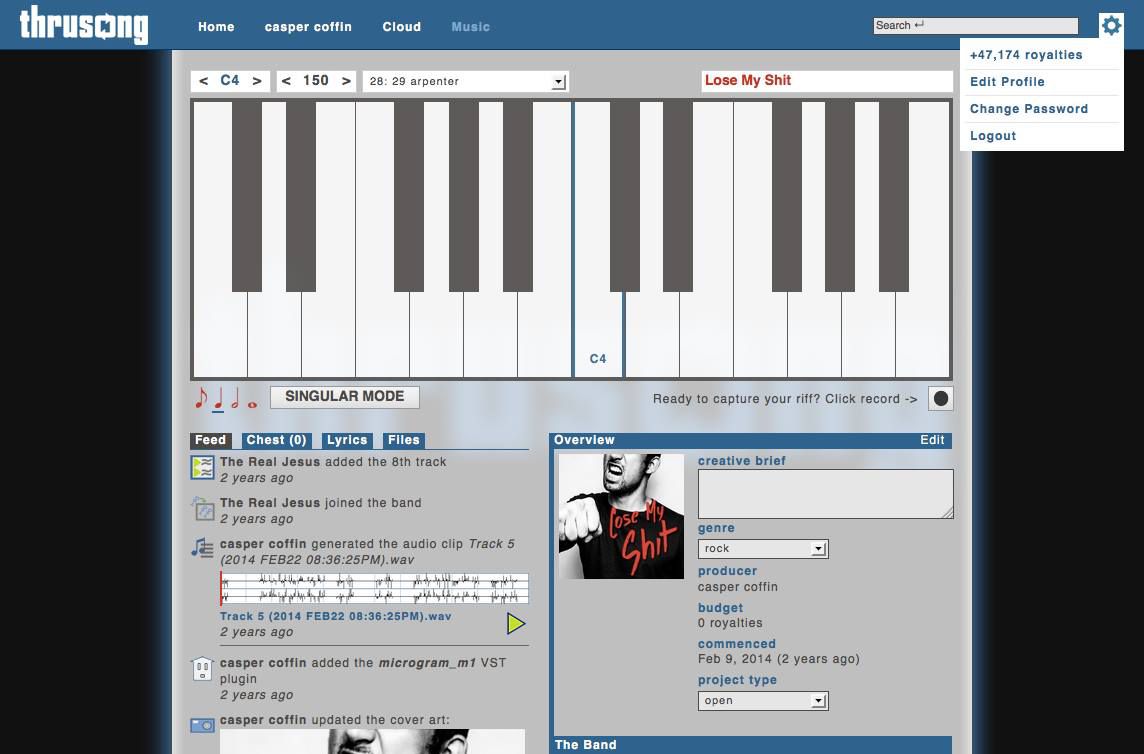 thrusong
Home casper coffin Cloud Music
Search ↵
+47,174 royalties
Edit Profile
Change Password
Logout
< C4 > < 150 > 28: 29 arpenter
Lose My Shit
C4
SINGULAR MODE
Ready to capture your riff? Click record ->
Feed Chest (0) Lyrics Files
The Real Jesus added the 8th track
2 years ago
The Real Jesus joined the band
2 years ago
casper coffin generated the audio clip Track 5
(2014 FEB22 08:36:25PM).wav
Track 5 (2014 FEB22 08:36:25PM).wav
2 years ago
casper coffin added the microgram_m1 VST
plugin
2 years ago
casper coffin updated the cover art:
Overview Edit
Lose My
Shit
creative brief
genre
rock
producer
casper coffin
budget
0 royalties
commenced
Feb 9, 2014 (2 years ago)
project type
open
The Band